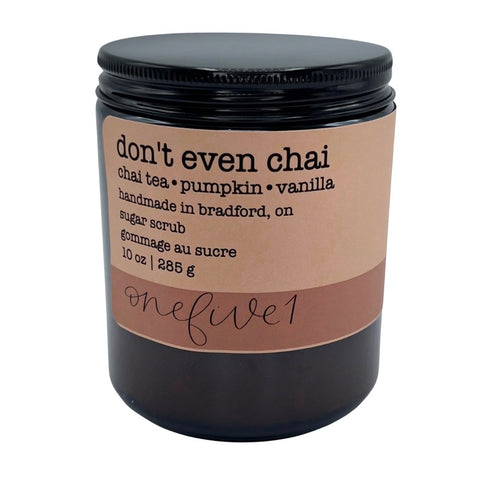 don't even chai
chai tea • pumpkin • vanilla
handmade in bradford, on
sugar scrub
gommage au sucre
10 oz | 285 g
onefive1